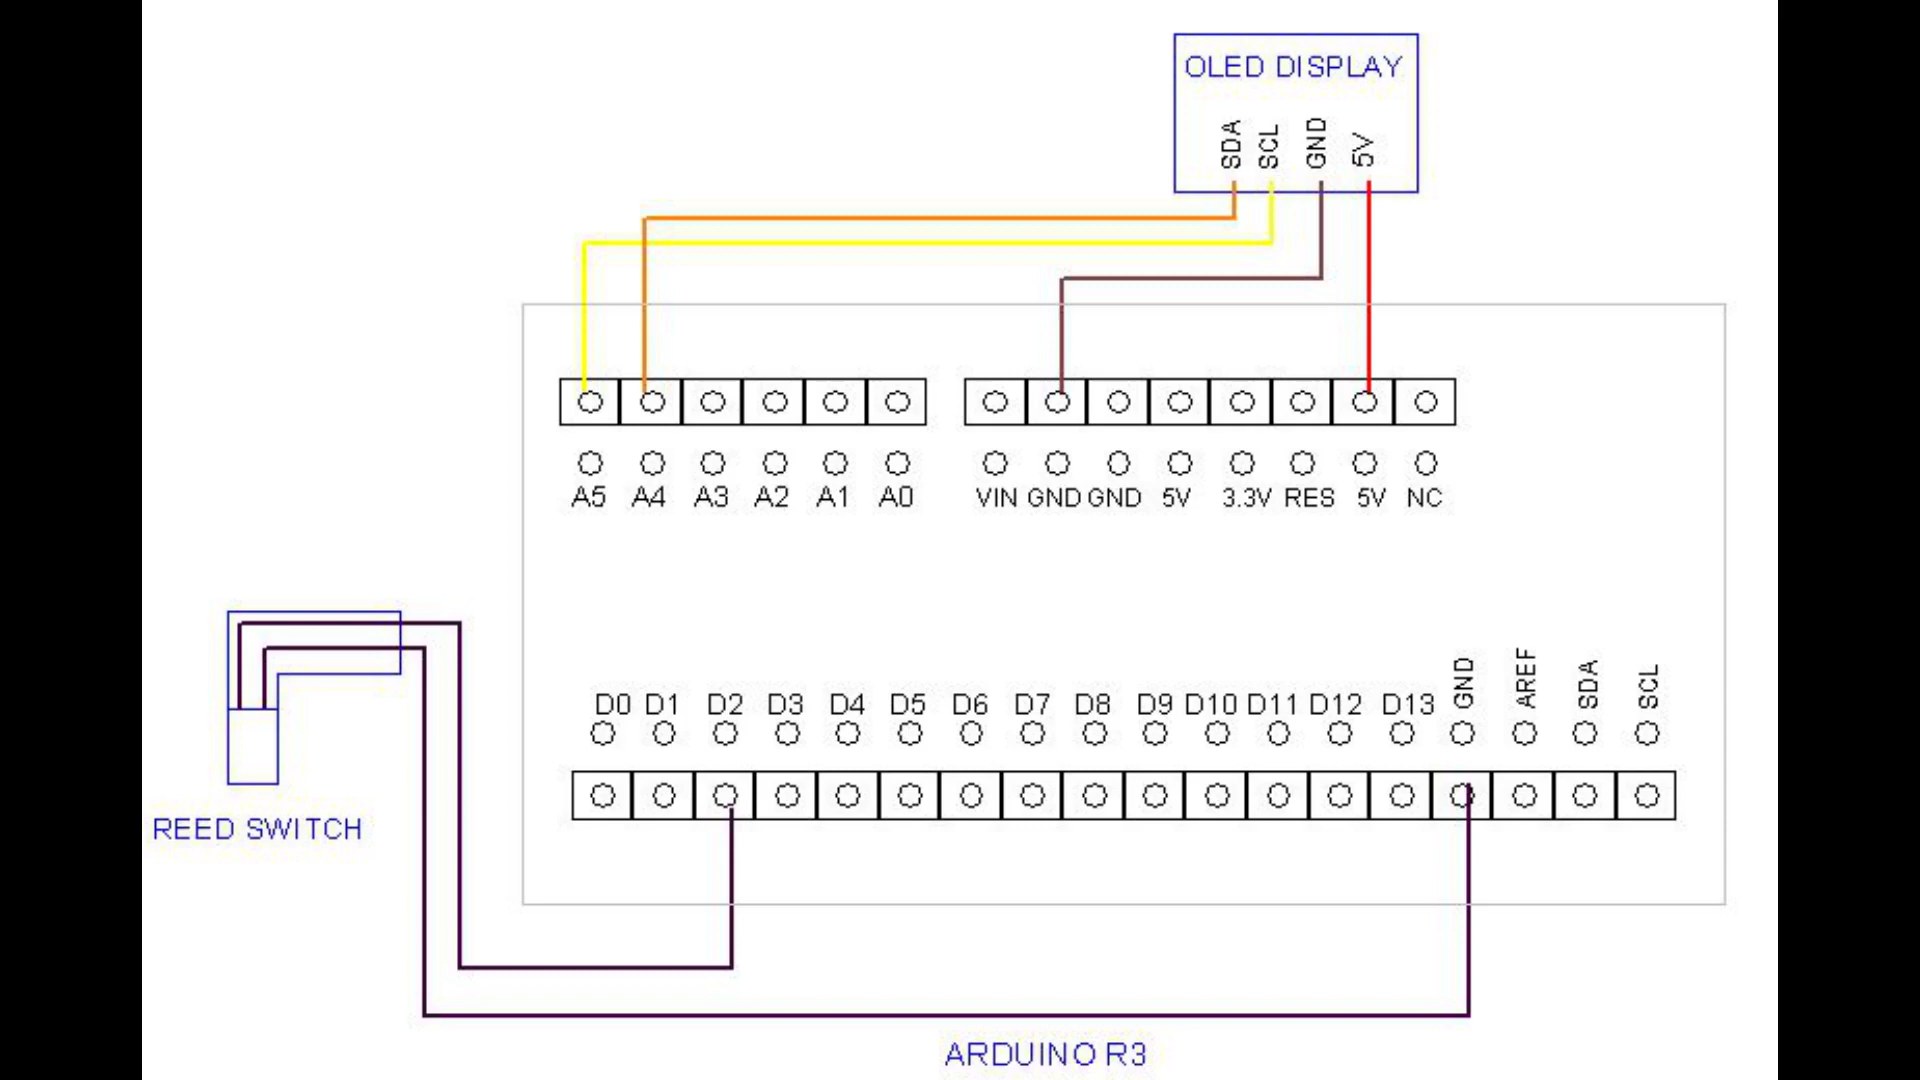 OLED DISPLAY
SDA SCL GND 5V
A5 A4 A3 A2 A1 A0 VIN GND GND 5V 3.3V RES 5V NC
D0 D1 D2 D3 D4 D5 D6 D7 D8 D9 D10 D11 D12 D13 GND AREF SDA SCL
REED SWITCH
ARDUINO R3